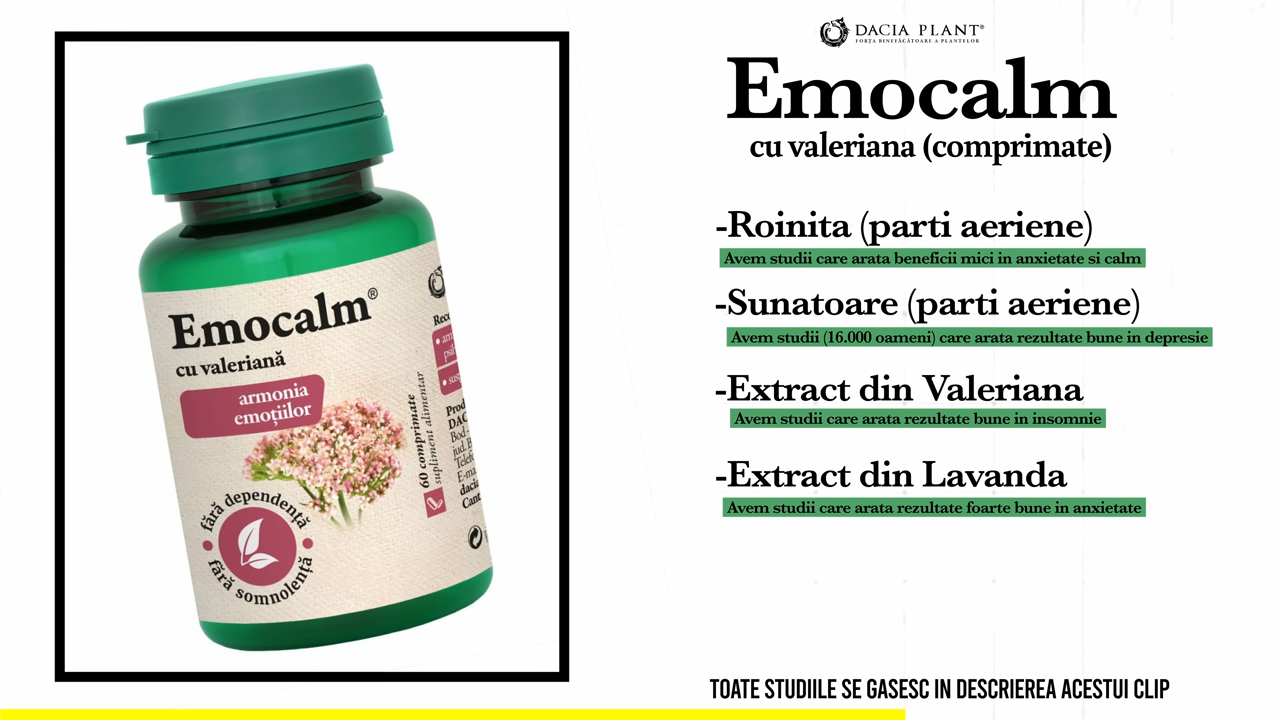 DACIA PLANT®
FORȚA BINEFĂCĂTOARE A PLANTELOR
Emocalm
cu valeriana (comprimate)
-Roinita (parti aeriene)
Avem studii care arata beneficii mici in anxietate si calm
-Sunatoare (parti aeriene)
Avem studii (16.000 oameni) care arata rezultate bune in depresie
-Extract din Valeriana
Avem studii care arata rezultate bune in insomnie
-Extract din Lavanda
Avem studii care arata rezultate foarte bune in anxietate
TOATE STUDIILE SE GASESC IN DESCRIEREA ACESTUI CLIP
Emocalm®
cu valeriană
armonia
emoțiilor
fără dependență
fără somnolență
60 comprimate
supliment alimentar